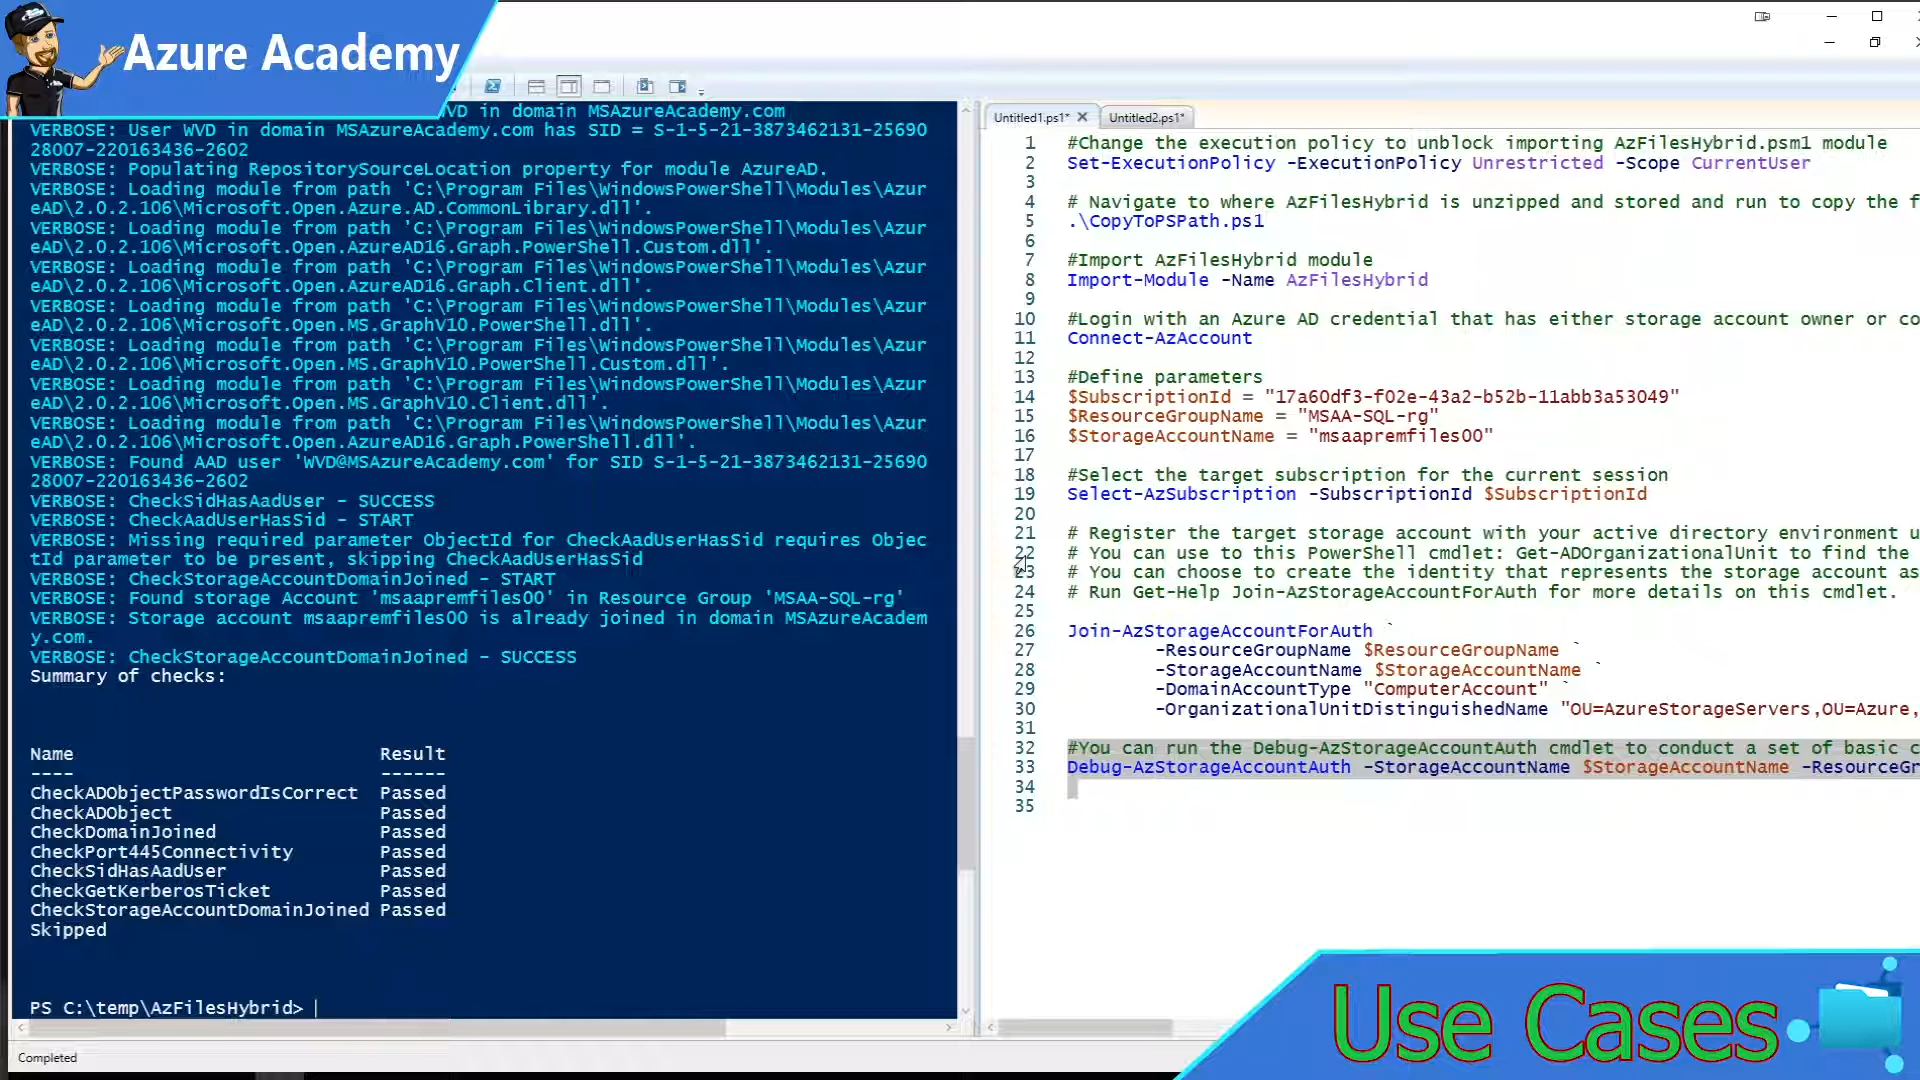 Azure Academy
VD in domain MSAzureAcademy.com
VERBOSE: User WVD in domain MSAzureAcademy.com has SID = S-1-5-21-3873462131-25690
28007-220163436-2602
VERBOSE: Populating RepositorySourceLocation property for module AzureAD.
VERBOSE: Loading module from path 'C:\Program Files\WindowsPowerShell\Modules\Azur
eAD\2.0.2.106\Microsoft.Open.Azure.AD.CommonLibrary.dll'.
VERBOSE: Loading module from path 'C:\Program Files\WindowsPowerShell\Modules\Azur
eAD\2.0.2.106\Microsoft.Open.AzureAD16.Graph.PowerShell.Custom.dll'.
VERBOSE: Loading module from path 'C:\Program Files\WindowsPowerShell\Modules\Azur
eAD\2.0.2.106\Microsoft.Open.AzureAD16.Graph.Client.dll'.
VERBOSE: Loading module from path 'C:\Program Files\WindowsPowerShell\Modules\Azur
eAD\2.0.2.106\Microsoft.Open.MS.GraphV10.PowerShell.dll'.
VERBOSE: Loading module from path 'C:\Program Files\WindowsPowerShell\Modules\Azur
eAD\2.0.2.106\Microsoft.Open.MS.GraphV10.PowerShell.Custom.dll'.
VERBOSE: Loading module from path 'C:\Program Files\WindowsPowerShell\Modules\Azur
eAD\2.0.2.106\Microsoft.Open.MS.GraphV10.Client.dll'.
VERBOSE: Loading module from path 'C:\Program Files\WindowsPowerShell\Modules\Azur
eAD\2.0.2.106\Microsoft.Open.AzureAD16.Graph.PowerShell.dll'.
VERBOSE: Found AAD user 'WVD@MSAzureAcademy.com' for SID S-1-5-21-3873462131-25690
28007-220163436-2602
VERBOSE: CheckSidHasAadUser - SUCCESS
VERBOSE: CheckAadUserHasSid - START
VERBOSE: Missing required parameter ObjectId for CheckAadUserHasSid requires Objec
tId parameter to be present, skipping CheckAadUserHasSid
VERBOSE: CheckStorageAccountDomainJoined - START
VERBOSE: Found storage Account 'msaapremfiles00' in Resource Group 'MSAA-SQL-rg'
VERBOSE: Storage account msaapremfiles00 is already joined in domain MSAzureAcadem
y.com.
VERBOSE: CheckStorageAccountDomainJoined - SUCCESS
Summary of checks:
Name Result
---- ------
CheckADObjectPasswordIsCorrect Passed
CheckADObject Passed
CheckDomainJoined Passed
CheckPort445Connectivity Passed
CheckSidHasAadUser Passed
CheckGetKerberosTicket Passed
CheckStorageAccountDomainJoined Passed
Skipped
PS C:\temp\AzFilesHybrid>
Completed
Untitled1.ps1* Untitled2.ps1*
1 #Change the execution policy to unblock importing AzFilesHybrid.psm1 module
2 Set-ExecutionPolicy -ExecutionPolicy Unrestricted -Scope CurrentUser
3
4 # Navigate to where AzFilesHybrid is unzipped and stored and run to copy the f
5 .\CopyToPSPath.ps1
6
7 #Import AzFilesHybrid module
8 Import-Module -Name AzFilesHybrid
9
10 #Login with an Azure AD credential that has either storage account owner or co
11 Connect-AzAccount
12
13 #Define parameters
14 $SubscriptionId = "17a60df3-f02e-43a2-b52b-11abb3a53049"
15 $ResourceGroupName = "MSAA-SQL-rg"
16 $StorageAccountName = "msaapremfiles00"
17
18 #Select the target subscription for the current session
19 Select-AzSubscription -SubscriptionId $SubscriptionId
20
21 # Register the target storage account with your active directory environment u
22 # You can use to this PowerShell cmdlet: Get-ADOrganizationalUnit to find the
23 # You can choose to create the identity that represents the storage account as
24 # Run Get-Help Join-AzStorageAccountForAuth for more details on this cmdlet.
25
26 Join-AzStorageAccountForAuth `
27 -ResourceGroupName $ResourceGroupName `
28 -StorageAccountName $StorageAccountName `
29 -DomainAccountType "ComputerAccount" `
30 -OrganizationalUnitDistinguishedName "OU=AzureStorageServers,OU=Azure,
31
32 #You can run the Debug-AzStorageAccountAuth cmdlet to conduct a set of basic c
33 Debug-AzStorageAccountAuth -StorageAccountName $StorageAccountName -ResourceGr
34
35
Use Cases